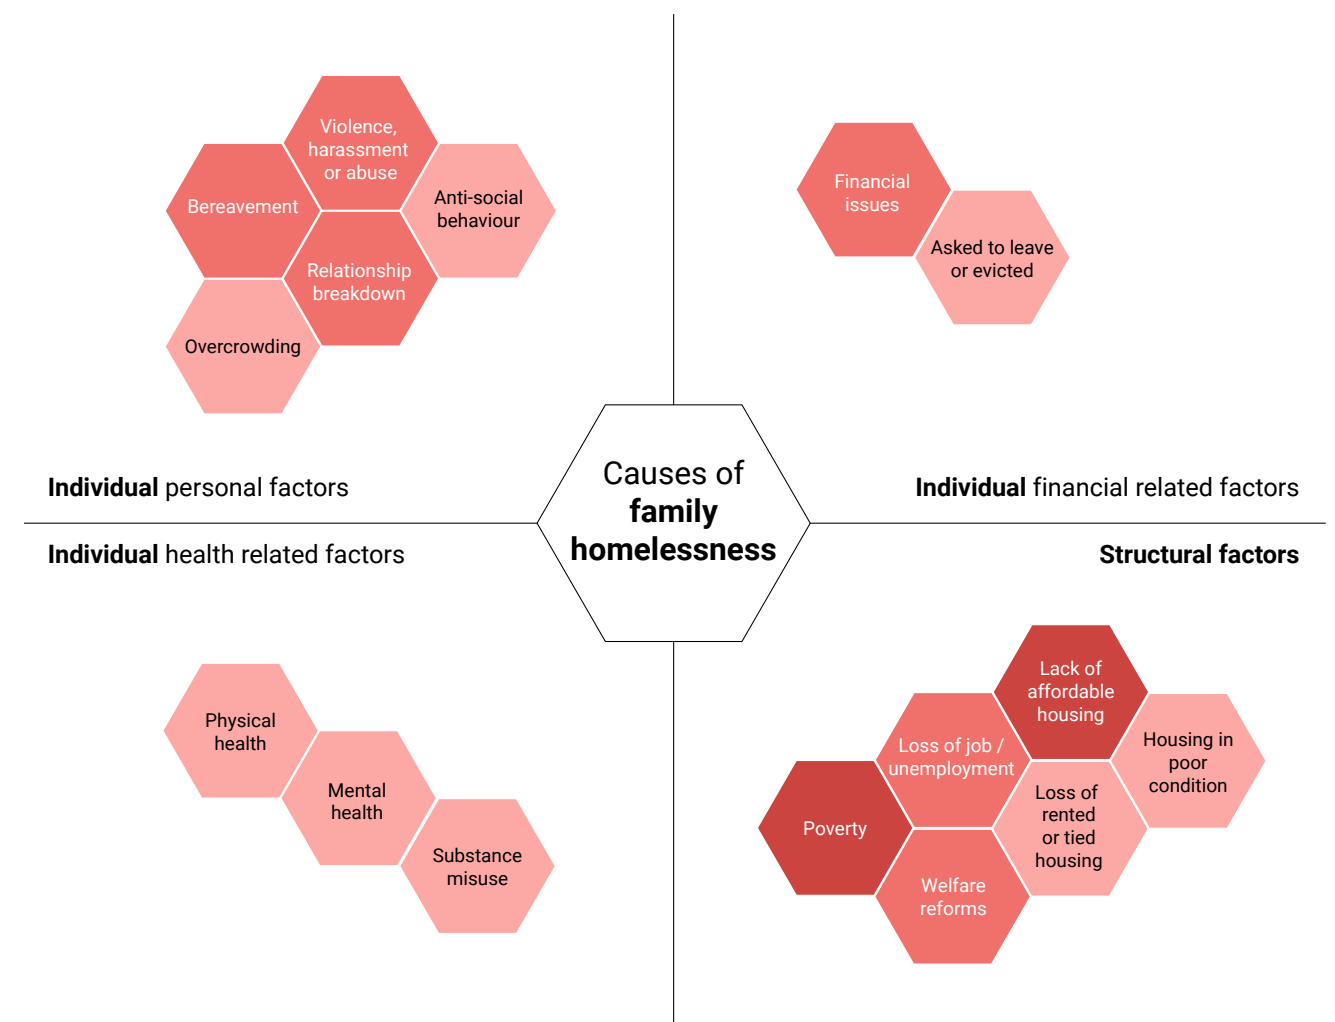 Violence,
harassment
or abuse
Bereavement
Anti-social
behaviour
Relationship
breakdown
Overcrowding
Financial
issues
Asked to leave
or evicted
Individual personal factors
Individual financial related factors
Causes of
family
homelessness
Individual health related factors
Structural factors
Physical
health
Mental
health
Substance
misuse
Lack of
affordable
housing
Housing in
poor
condition
Loss of job /
unemployment
Loss of
rented
or tied
housing
Poverty
Welfare
reforms